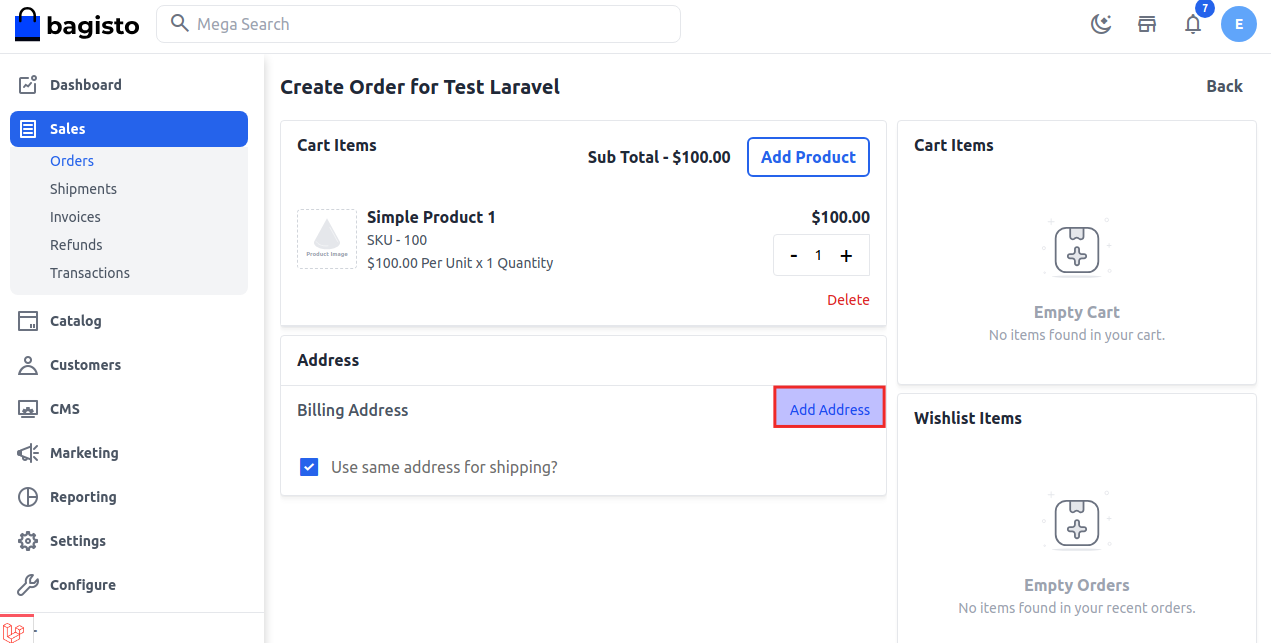 bagisto
Mega Search
7
E
Dashboard
Sales
Orders
Shipments
Invoices
Refunds
Transactions
Catalog
Customers
CMS
Marketing
Reporting
Settings
Configure
Create Order for Test Laravel
Back
Cart Items
Sub Total - $100.00
Add Product
Product Image
Simple Product 1
$100.00
SKU - 100
$100.00 Per Unit x 1 Quantity
- 1 +
Delete
Address
Billing Address
Add Address
Use same address for shipping?
Cart Items
Empty Cart
No items found in your cart.
Wishlist Items
Empty Orders
No items found in your recent orders.